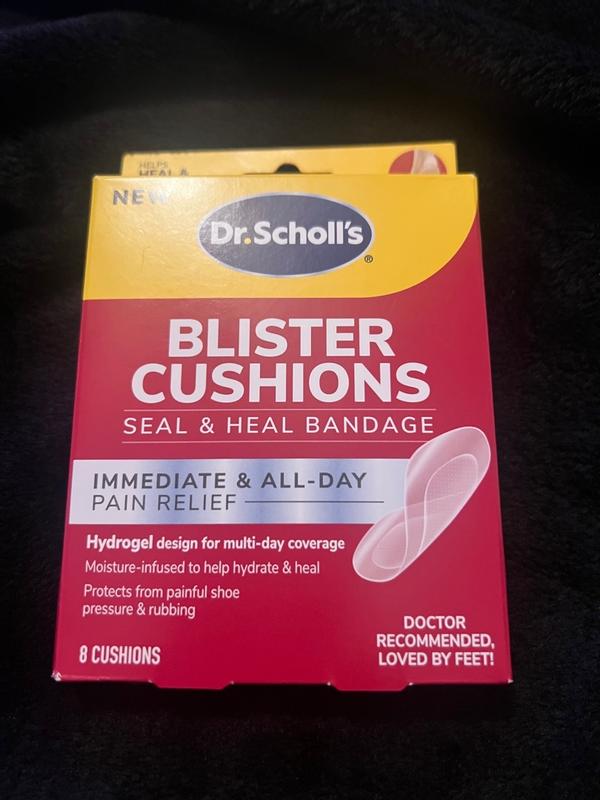 HELPS
HEAL &
NEW
Dr.Scholl's®
BLISTER
CUSHIONS
SEAL & HEAL BANDAGE
IMMEDIATE & ALL-DAY
PAIN RELIEF
Hydrogel design for multi-day coverage
Moisture-infused to help hydrate & heal
Protects from painful shoe
pressure & rubbing
8 CUSHIONS
DOCTOR
RECOMMENDED,
LOVED BY FEET!